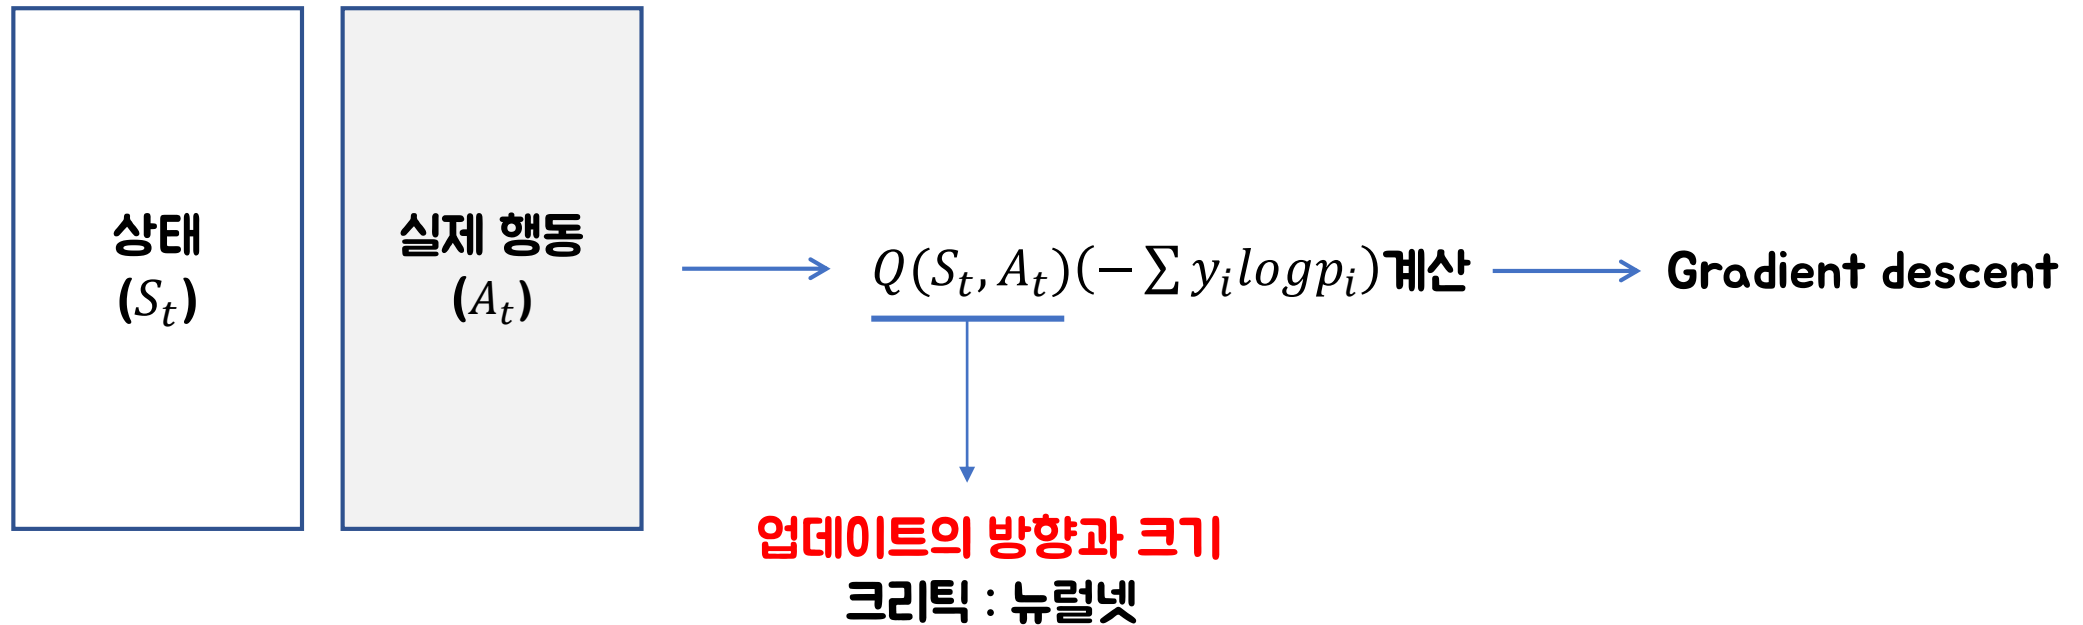 상태
(S_t)
실제 행동
(A_t)
Q(S_t, A_t)(− ∑ y_i log p_i)계산
Gradient descent
업데이트의 방향과 크기
크리틱 : 뉴럴넷